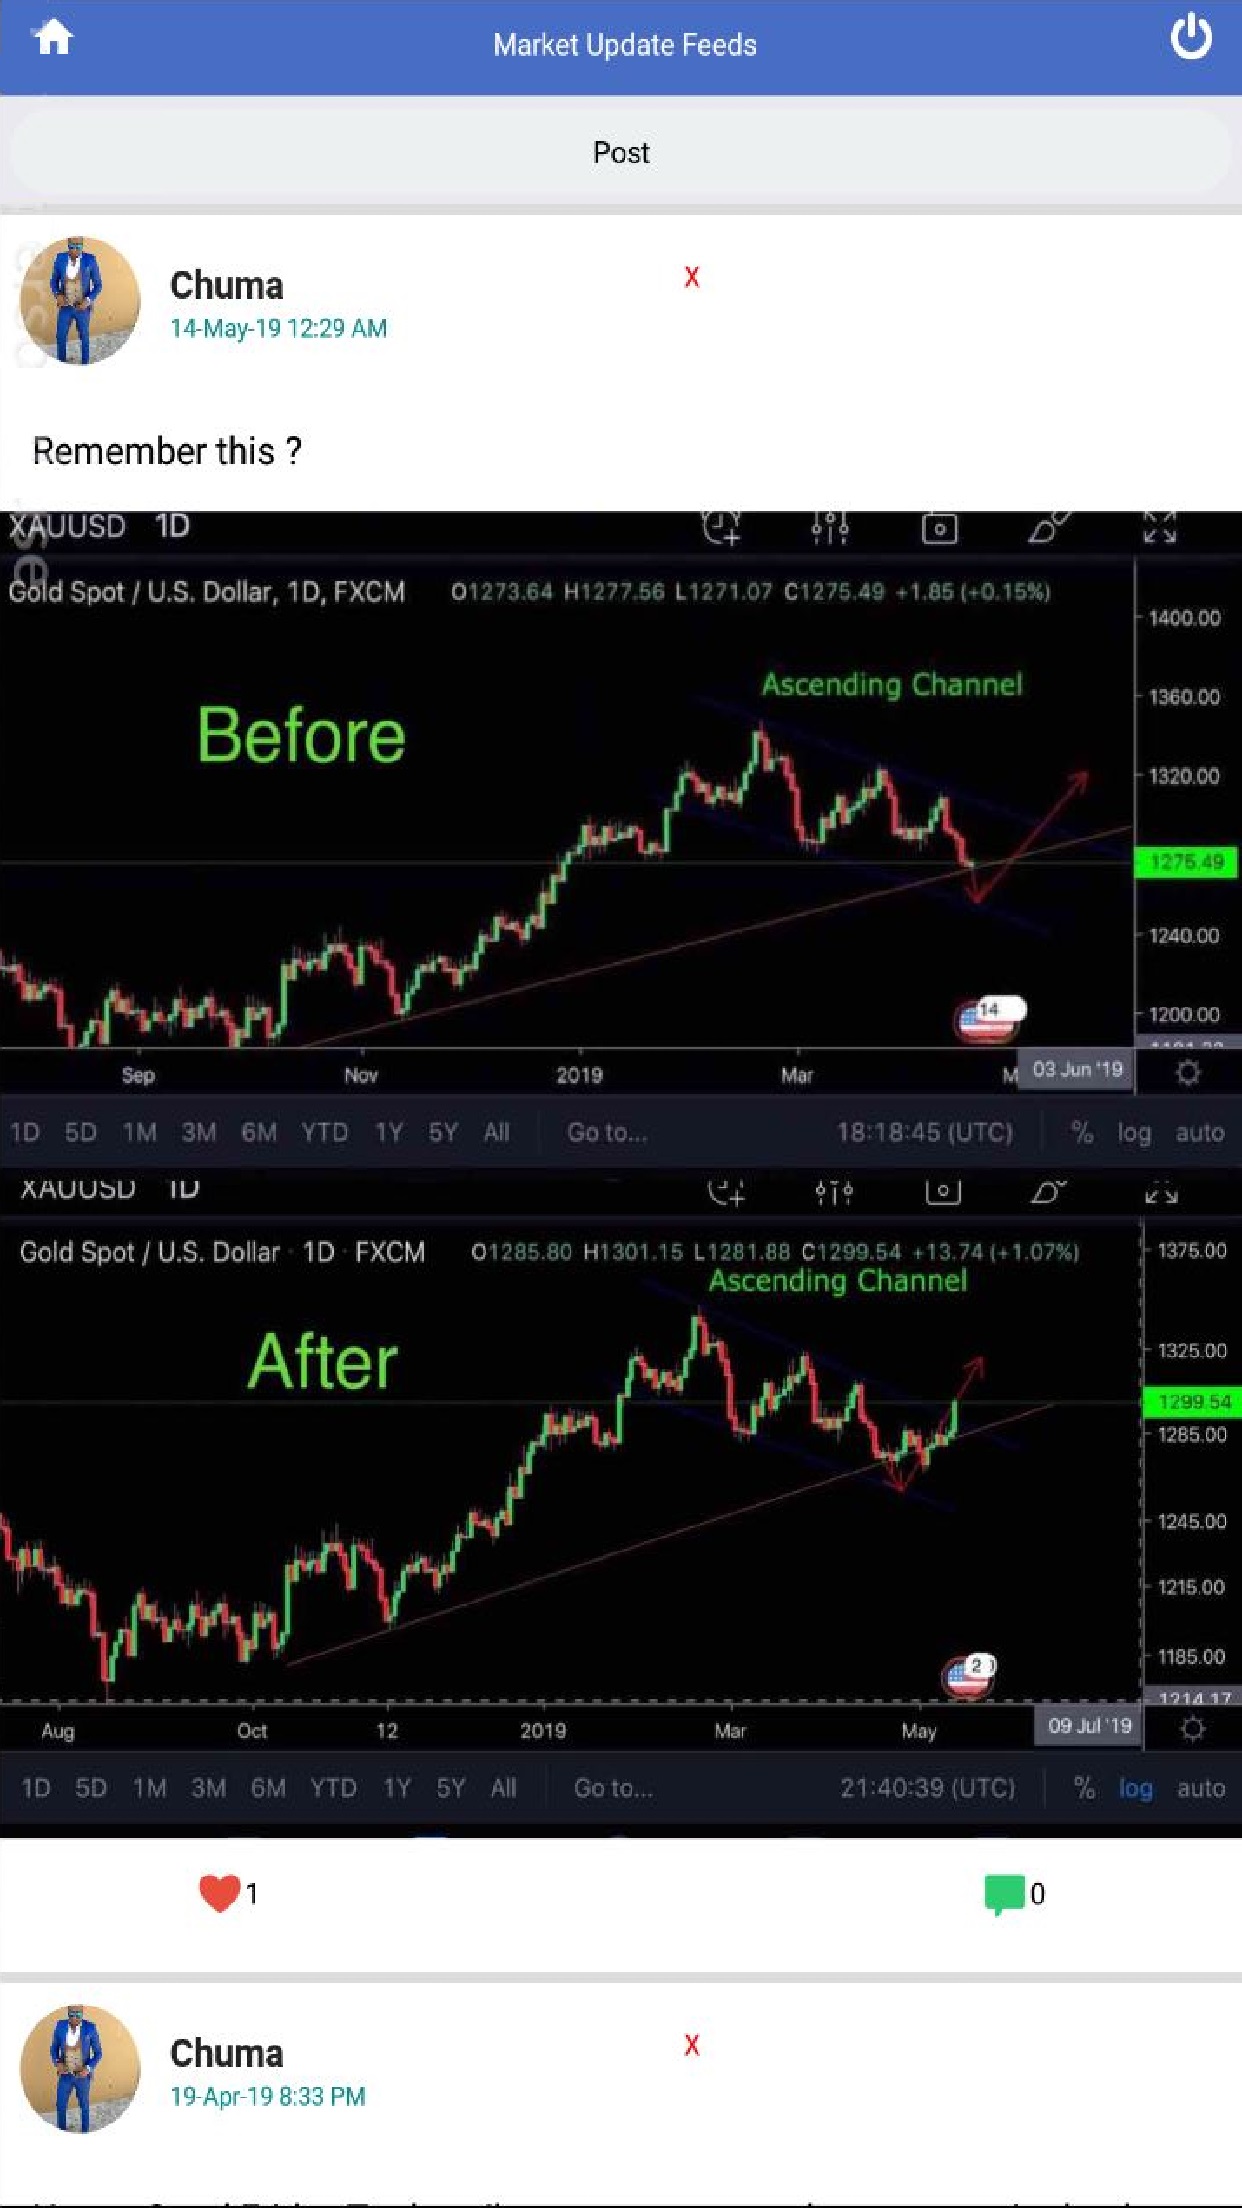 Market Update Feeds
Post
Chuma
X
14-May-19 12:29 AM
Remember this ?
XAUUSD 1D
Gold Spot / U.S. Dollar, 1D, FXCM O1273.64 H1277.56 L1271.07 C1275.49 +1.85 (+0.15%)
1400.00
Ascending Channel
1360.00
Before
1320.00
1275.49
1240.00
14
1200.00
Sep Nov 2019 Mar M 03 Jun '19
1D 5D 1M 3M 6M YTD 1Y 5Y All Go to... 18:18:45 (UTC) % log auto
XAUUSD 1D
Gold Spot / U.S. Dollar · 1D · FXCM O1285.80 H1301.15 L1281.88 C1299.54 +13.74 (+1.07%)
1375.00
Ascending Channel
After
1325.00
1299.54
1285.00
1245.00
1215.00
1185.00
2
1214.17
Aug Oct 12 2019 Mar May 09 Jul '19
1D 5D 1M 3M 6M YTD 1Y 5Y All Go to... 21:40:39 (UTC) % log auto
1
0
Chuma
X
19-Apr-19 8:33 PM